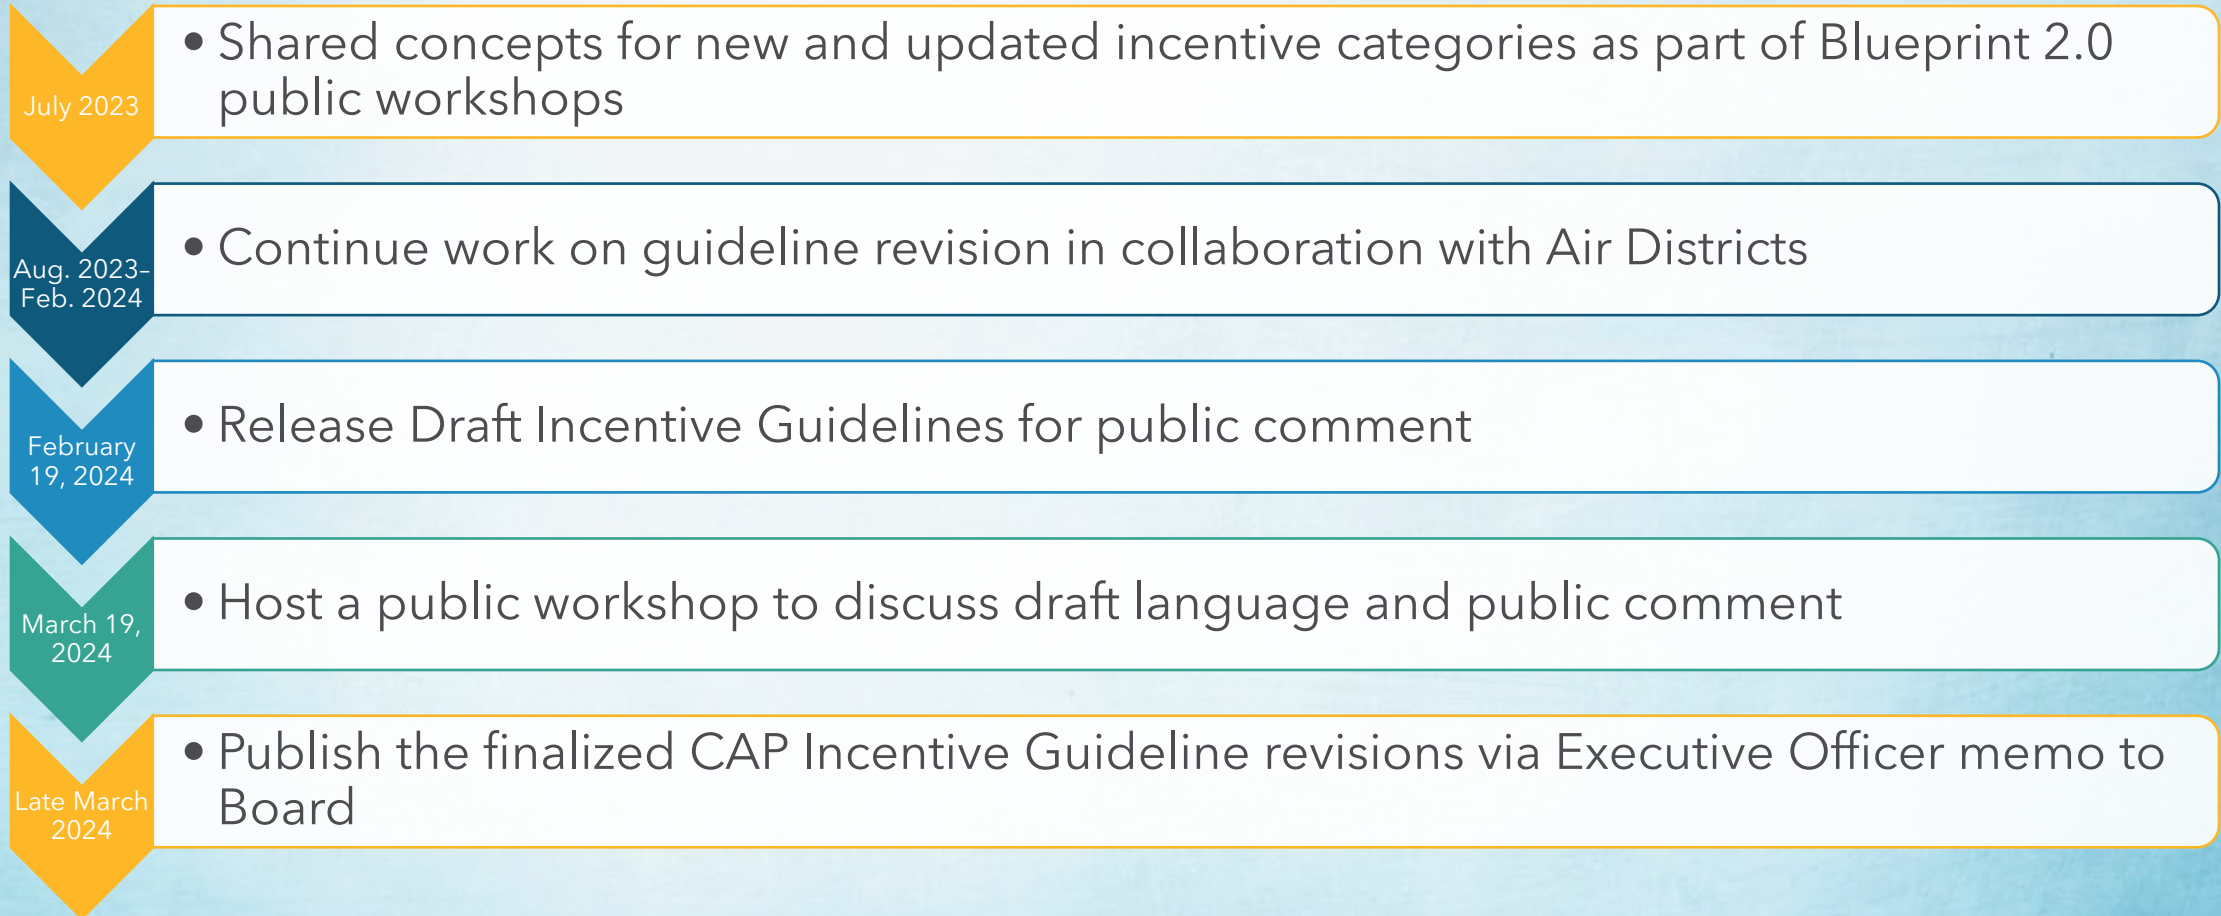 July 2023
• Shared concepts for new and updated incentive categories as part of Blueprint 2.0
public workshops
Aug. 2023–
Feb. 2024
• Continue work on guideline revision in collaboration with Air Districts
February
19, 2024
• Release Draft Incentive Guidelines for public comment
March 19,
2024
• Host a public workshop to discuss draft language and public comment
Late March
2024
• Publish the finalized CAP Incentive Guideline revisions via Executive Officer memo to
Board